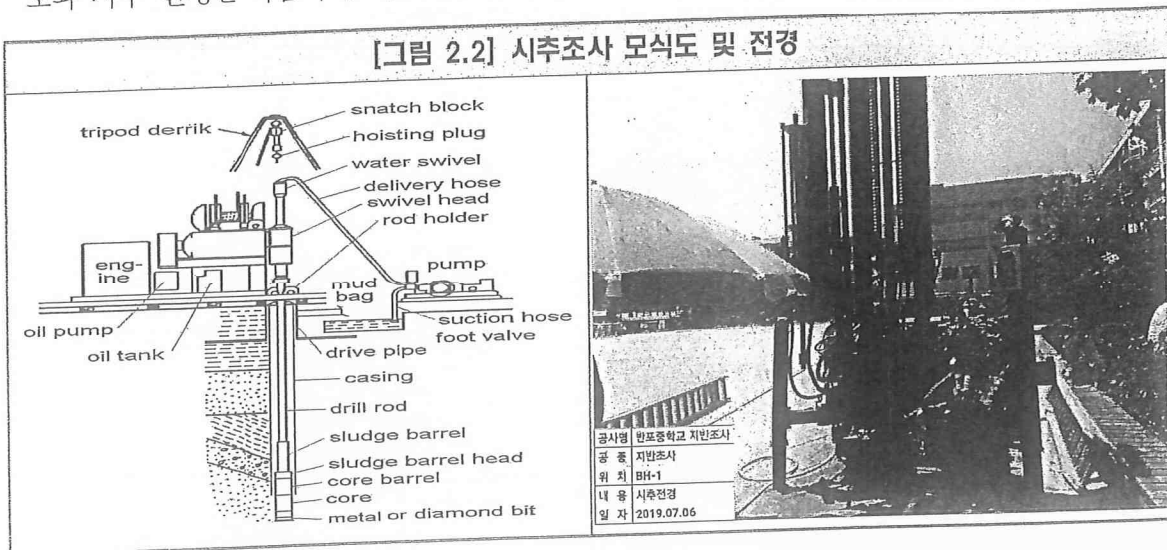 [그림 2.2] 시추조사 모식도 및 전경
snatch block
tripod derrik
hoisting plug
water swivel
delivery hose
swivel head
rod holder
eng-
ine
pump
mud
bag
suction hose
foot valve
oil pump
oil tank
drive pipe
casing
drill rod
sludge barrel
sludge barrel head
core barrel
core
metal or diamond bit
공사명 반포중학교 지반조사
공 종 지반조사
위 치 BH-1
내 용 시추전경
일 자 2019.07.06